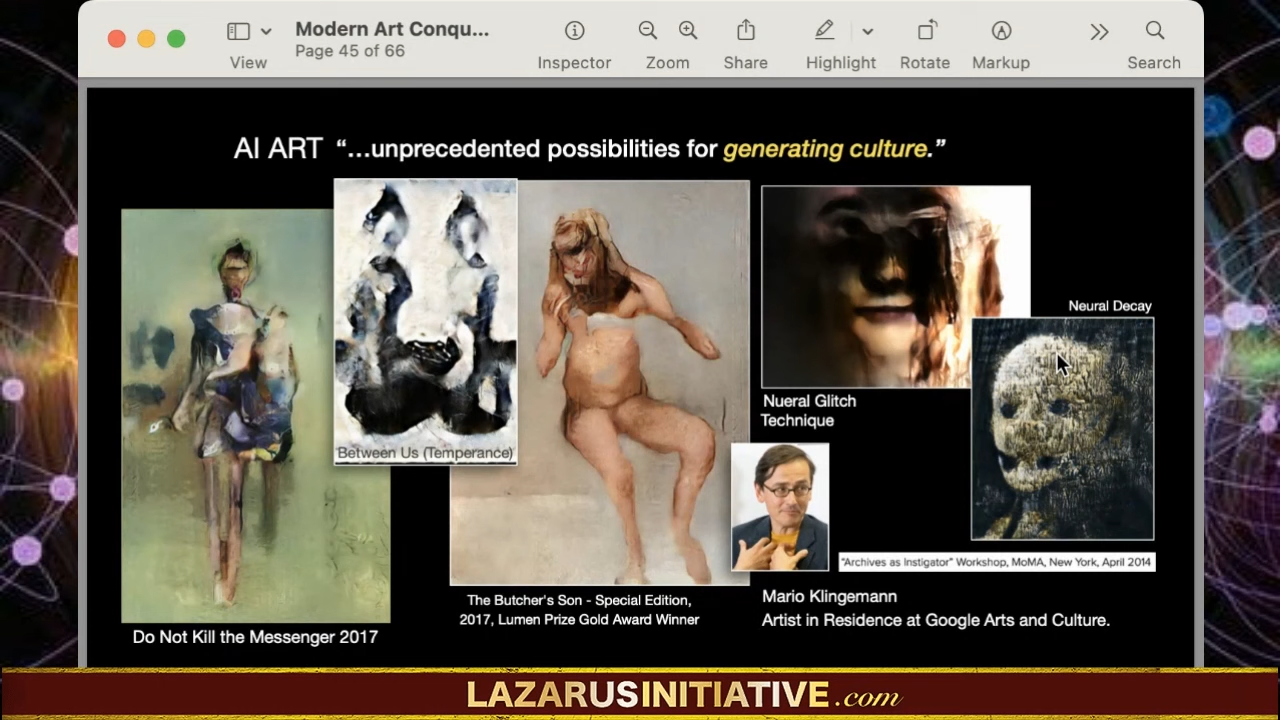 Modern Art Conqu...
Page 45 of 66
View
Inspector
Zoom
Share
Highlight
Rotate
Markup
Search
AI ART “...unprecedented possibilities for generating culture.”
Neural Decay
Nueral Glitch
Technique
Between Us (Temperance)
"Archives as Instigator" Workshop, MoMA, New York, April 2014
The Butcher's Son - Special Edition,
2017, Lumen Prize Gold Award Winner
Mario Klingemann
Artist in Residence at Google Arts and Culture.
Do Not Kill the Messenger 2017
LAZARUSINITIATIVE.com